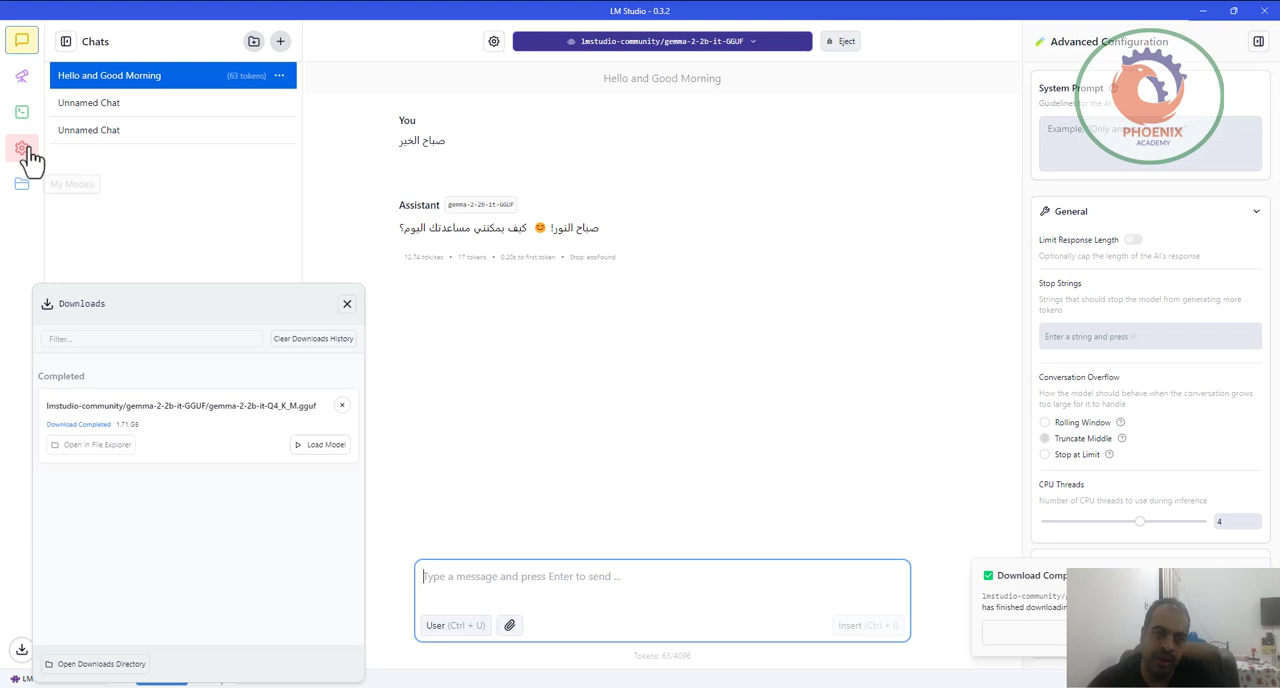 LM Studio - 0.3.2
Chats
lmstudio-community/gemma-2-2b-it-GGUF
Eject
Advanced Configuration
Hello and Good Morning (63 tokens) ...
Hello and Good Morning
Unnamed Chat
Unnamed Chat
My Models
You
صباح الخير
Assistant gemma-2-2b-it-GGUF
صباح النور! 😊 كيف يمكنني مساعدتك اليوم؟
12.74 tok/sec • 17 tokens • 0.20s to first token • Stop: eosFound
System Prompt
Guidelines for the AI
Example, "Only answer
PHOENIX
ACADEMY
General
Limit Response Length
Optionally cap the length of the AI's response
Stop Strings
Strings that should stop the model from generating more
tokens
Enter a string and press ⏎
Conversation Overflow
How the model should behave when the conversation grows
too large for it to handle
Rolling Window
Truncate Middle
Stop at Limit
CPU Threads
Number of CPU threads to use during inference
4
Downloads
Filter...
Clear Downloads History
Completed
lmstudio-community/gemma-2-2b-it-GGUF/gemma-2-2b-it-Q4_K_M.gguf
Download Completed 1.71 GB
Open in File Explorer
Load Model
Open Downloads Directory
Type a message and press Enter to send ...
User (Ctrl + U)
Insert (Ctrl + I)
Tokens: 63/4096
Download Comp
lmstudio-community/
has finished downloadin
LM